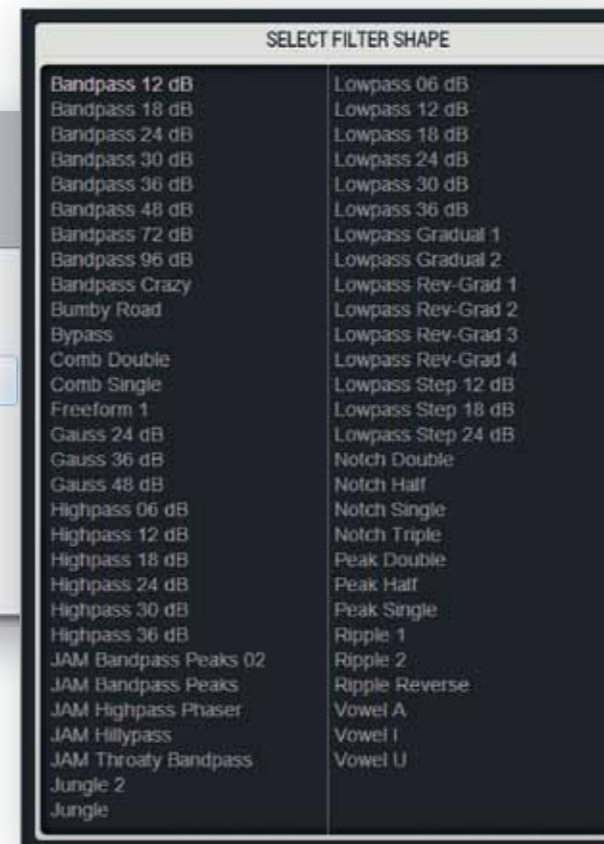 SELECT FILTER SHAPE
Bandpass 12 dB
Bandpass 18 dB
Bandpass 24 dB
Bandpass 30 dB
Bandpass 36 dB
Bandpass 48 dB
Bandpass 72 dB
Bandpass 96 dB
Bandpass Crazy
Bumby Road
Bypass
Comb Double
Comb Single
Freeform 1
Gauss 24 dB
Gauss 36 dB
Gauss 48 dB
Highpass 06 dB
Highpass 12 dB
Highpass 18 dB
Highpass 24 dB
Highpass 30 dB
Highpass 36 dB
JAM Bandpass Peaks 02
JAM Bandpass Peaks
JAM Highpass Phaser
JAM Hillypass
JAM Throaty Bandpass
Jungle 2
Jungle
Lowpass 06 dB
Lowpass 12 dB
Lowpass 18 dB
Lowpass 24 dB
Lowpass 30 dB
Lowpass 36 dB
Lowpass Gradual 1
Lowpass Gradual 2
Lowpass Rev-Grad 1
Lowpass Rev-Grad 2
Lowpass Rev-Grad 3
Lowpass Rev-Grad 4
Lowpass Step 12 dB
Lowpass Step 18 dB
Lowpass Step 24 dB
Notch Double
Notch Half
Notch Single
Notch Triple
Peak Double
Peak Half
Peak Single
Ripple 1
Ripple 2
Ripple Reverse
Vowel A
Vowel I
Vowel U